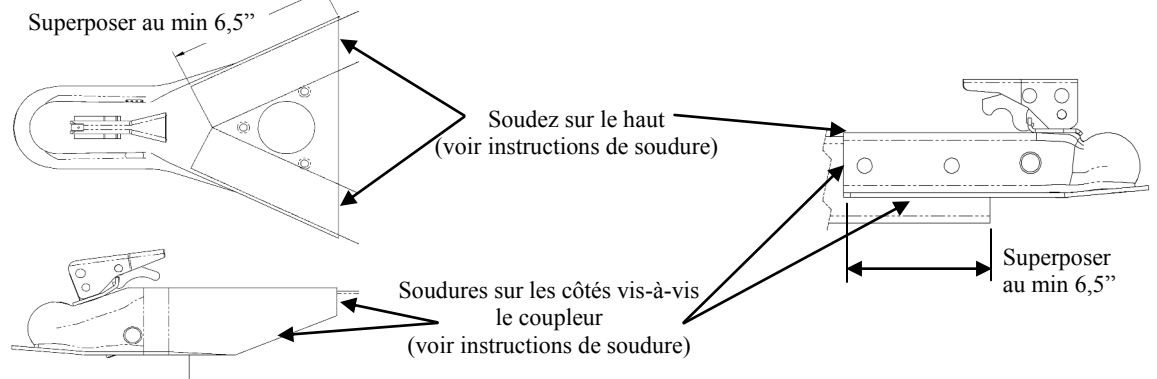 Superposer au min 6,5”
Soudez sur le haut
(voir instructions de soudure)
Superposer
au min 6,5”
Soudures sur les côtés vis-à-vis
le coupleur
(voir instructions de soudure)